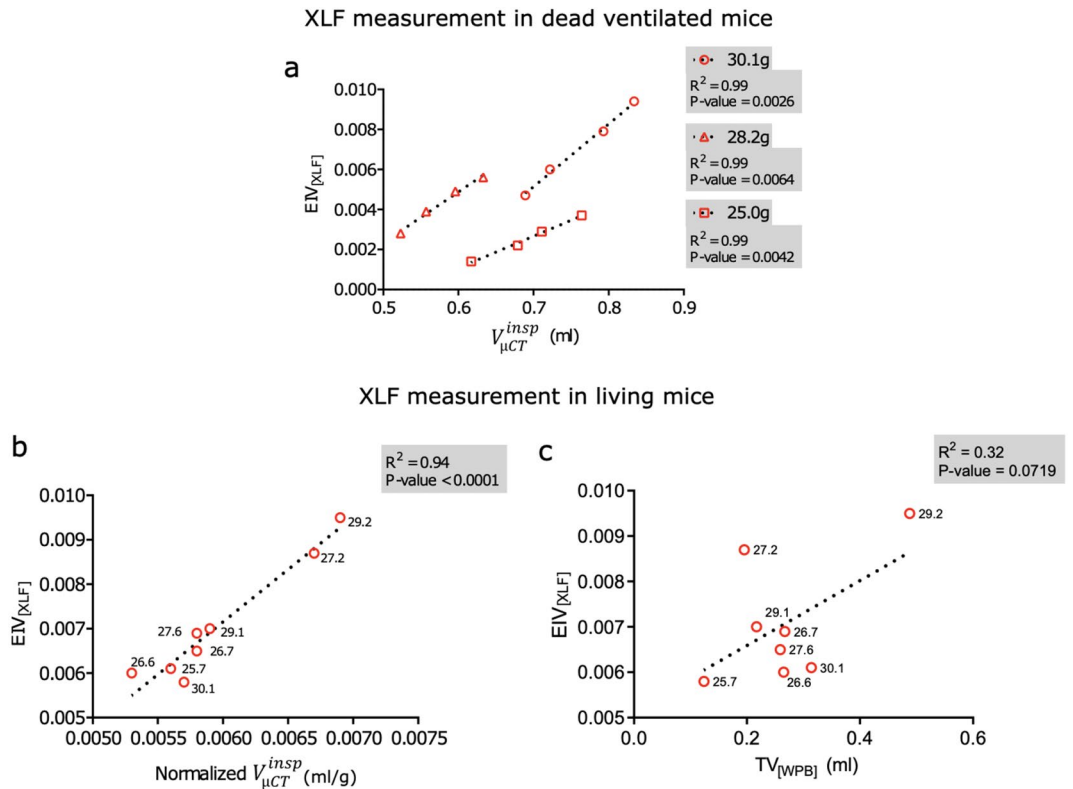 XLF measurement in dead ventilated mice
a
30.1g
R² = 0.99
P-value = 0.0026
28.2g
R² = 0.99
P-value = 0.0064
25.0g
R² = 0.99
P-value = 0.0042
EIV[XLF]
0.010
0.008
0.006
0.004
0.002
0.000
0.5 0.6 0.7 0.8 0.9
V insp μCT (ml)
XLF measurement in living mice
b
R² = 0.94
P-value < 0.0001
EIV[XLF]
0.010
0.009
0.008
0.007
0.006
0.005
29.2
27.2
27.6
29.1
26.7
26.6
25.7
30.1
0.0050 0.0055 0.0060 0.0065 0.0070 0.0075
Normalized V insp μCT (ml/g)
c
R² = 0.32
P-value = 0.0719
EIV[XLF]
0.010
0.009
0.008
0.007
0.006
0.005
29.2
27.2
29.1
26.7
27.6
30.1
25.7
26.6
0.0 0.2 0.4 0.6
TV[WPB] (ml)